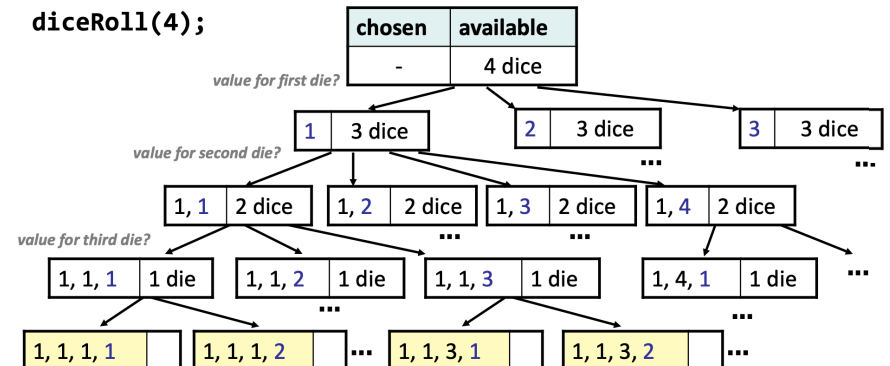 diceRoll(4);
chosen available
- 4 dice
value for first die?
1 3 dice
2 3 dice
3 3 dice
value for second die?
... ...
1, 1 2 dice
1, 2 2 dice
1, 3 2 dice
1, 4 2 dice
... ...
value for third die?
1, 1, 1 1 die
1, 1, 2 1 die
1, 1, 3 1 die
1, 4, 1 1 die
...
... ...
1, 1, 1, 1
1, 1, 1, 2
...
1, 1, 3, 1
1, 1, 3, 2
...